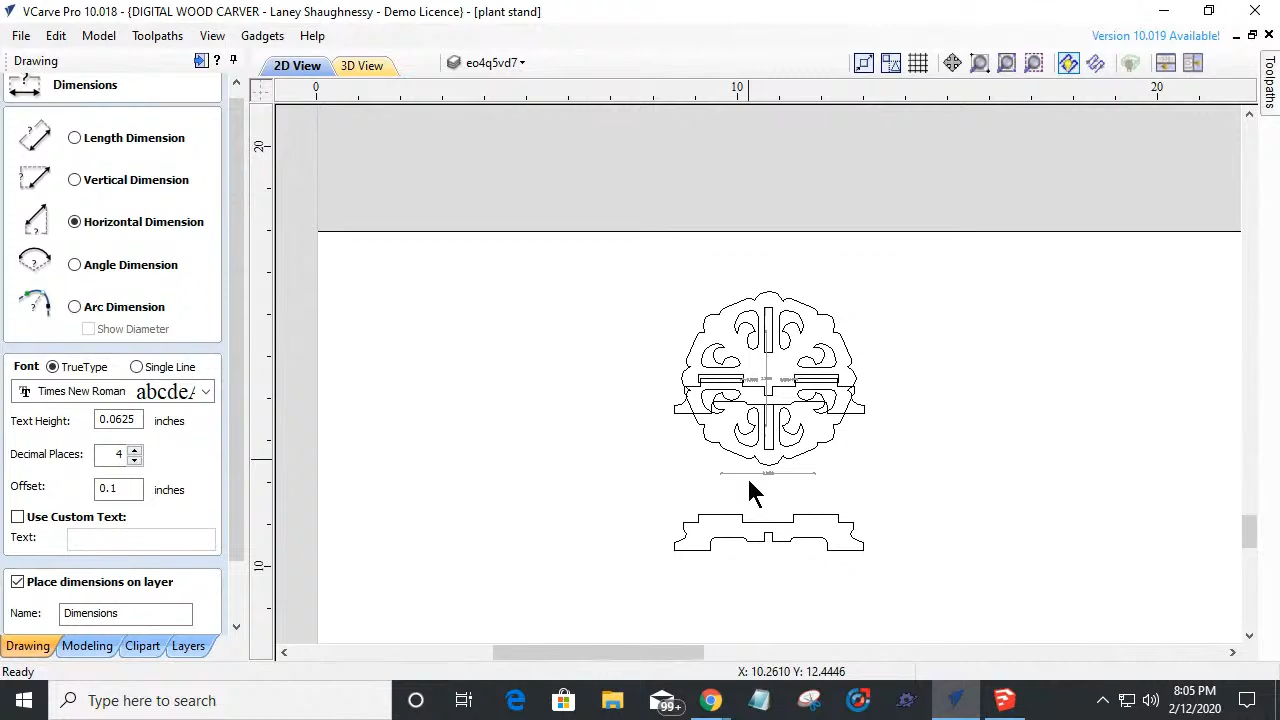 VCarve Pro 10.018 - {DIGITAL WOOD CARVER - Laney Shaughnessy - Demo Licence} - [plant stand]
File Edit Model Toolpaths View Gadgets Help
Version 10.019 Available!
Drawing
2D View 3D View eo4q5vd7
Toolpaths
Dimensions
0 10 20
Length Dimension
20
Vertical Dimension
Horizontal Dimension
Angle Dimension
Arc Dimension
Show Diameter
Font TrueType Single Line
Times New Roman abcdeA
Text Height: 0.0625 inches
Decimal Places: 4
Offset: 0.1 inches
Use Custom Text:
Text:
10
Place dimensions on layer
Name: Dimensions
Drawing Modeling Clipart Layers
Ready X: 10.2610 Y: 12.4446
Type here to search
99+
8:05 PM
2/12/2020